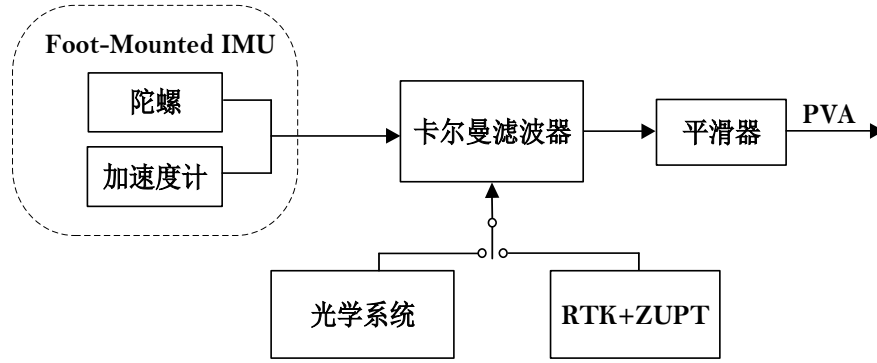 Foot-Mounted IMU
陀螺
加速度计
卡尔曼滤波器
平滑器
PVA
光学系统
RTK+ZUPT